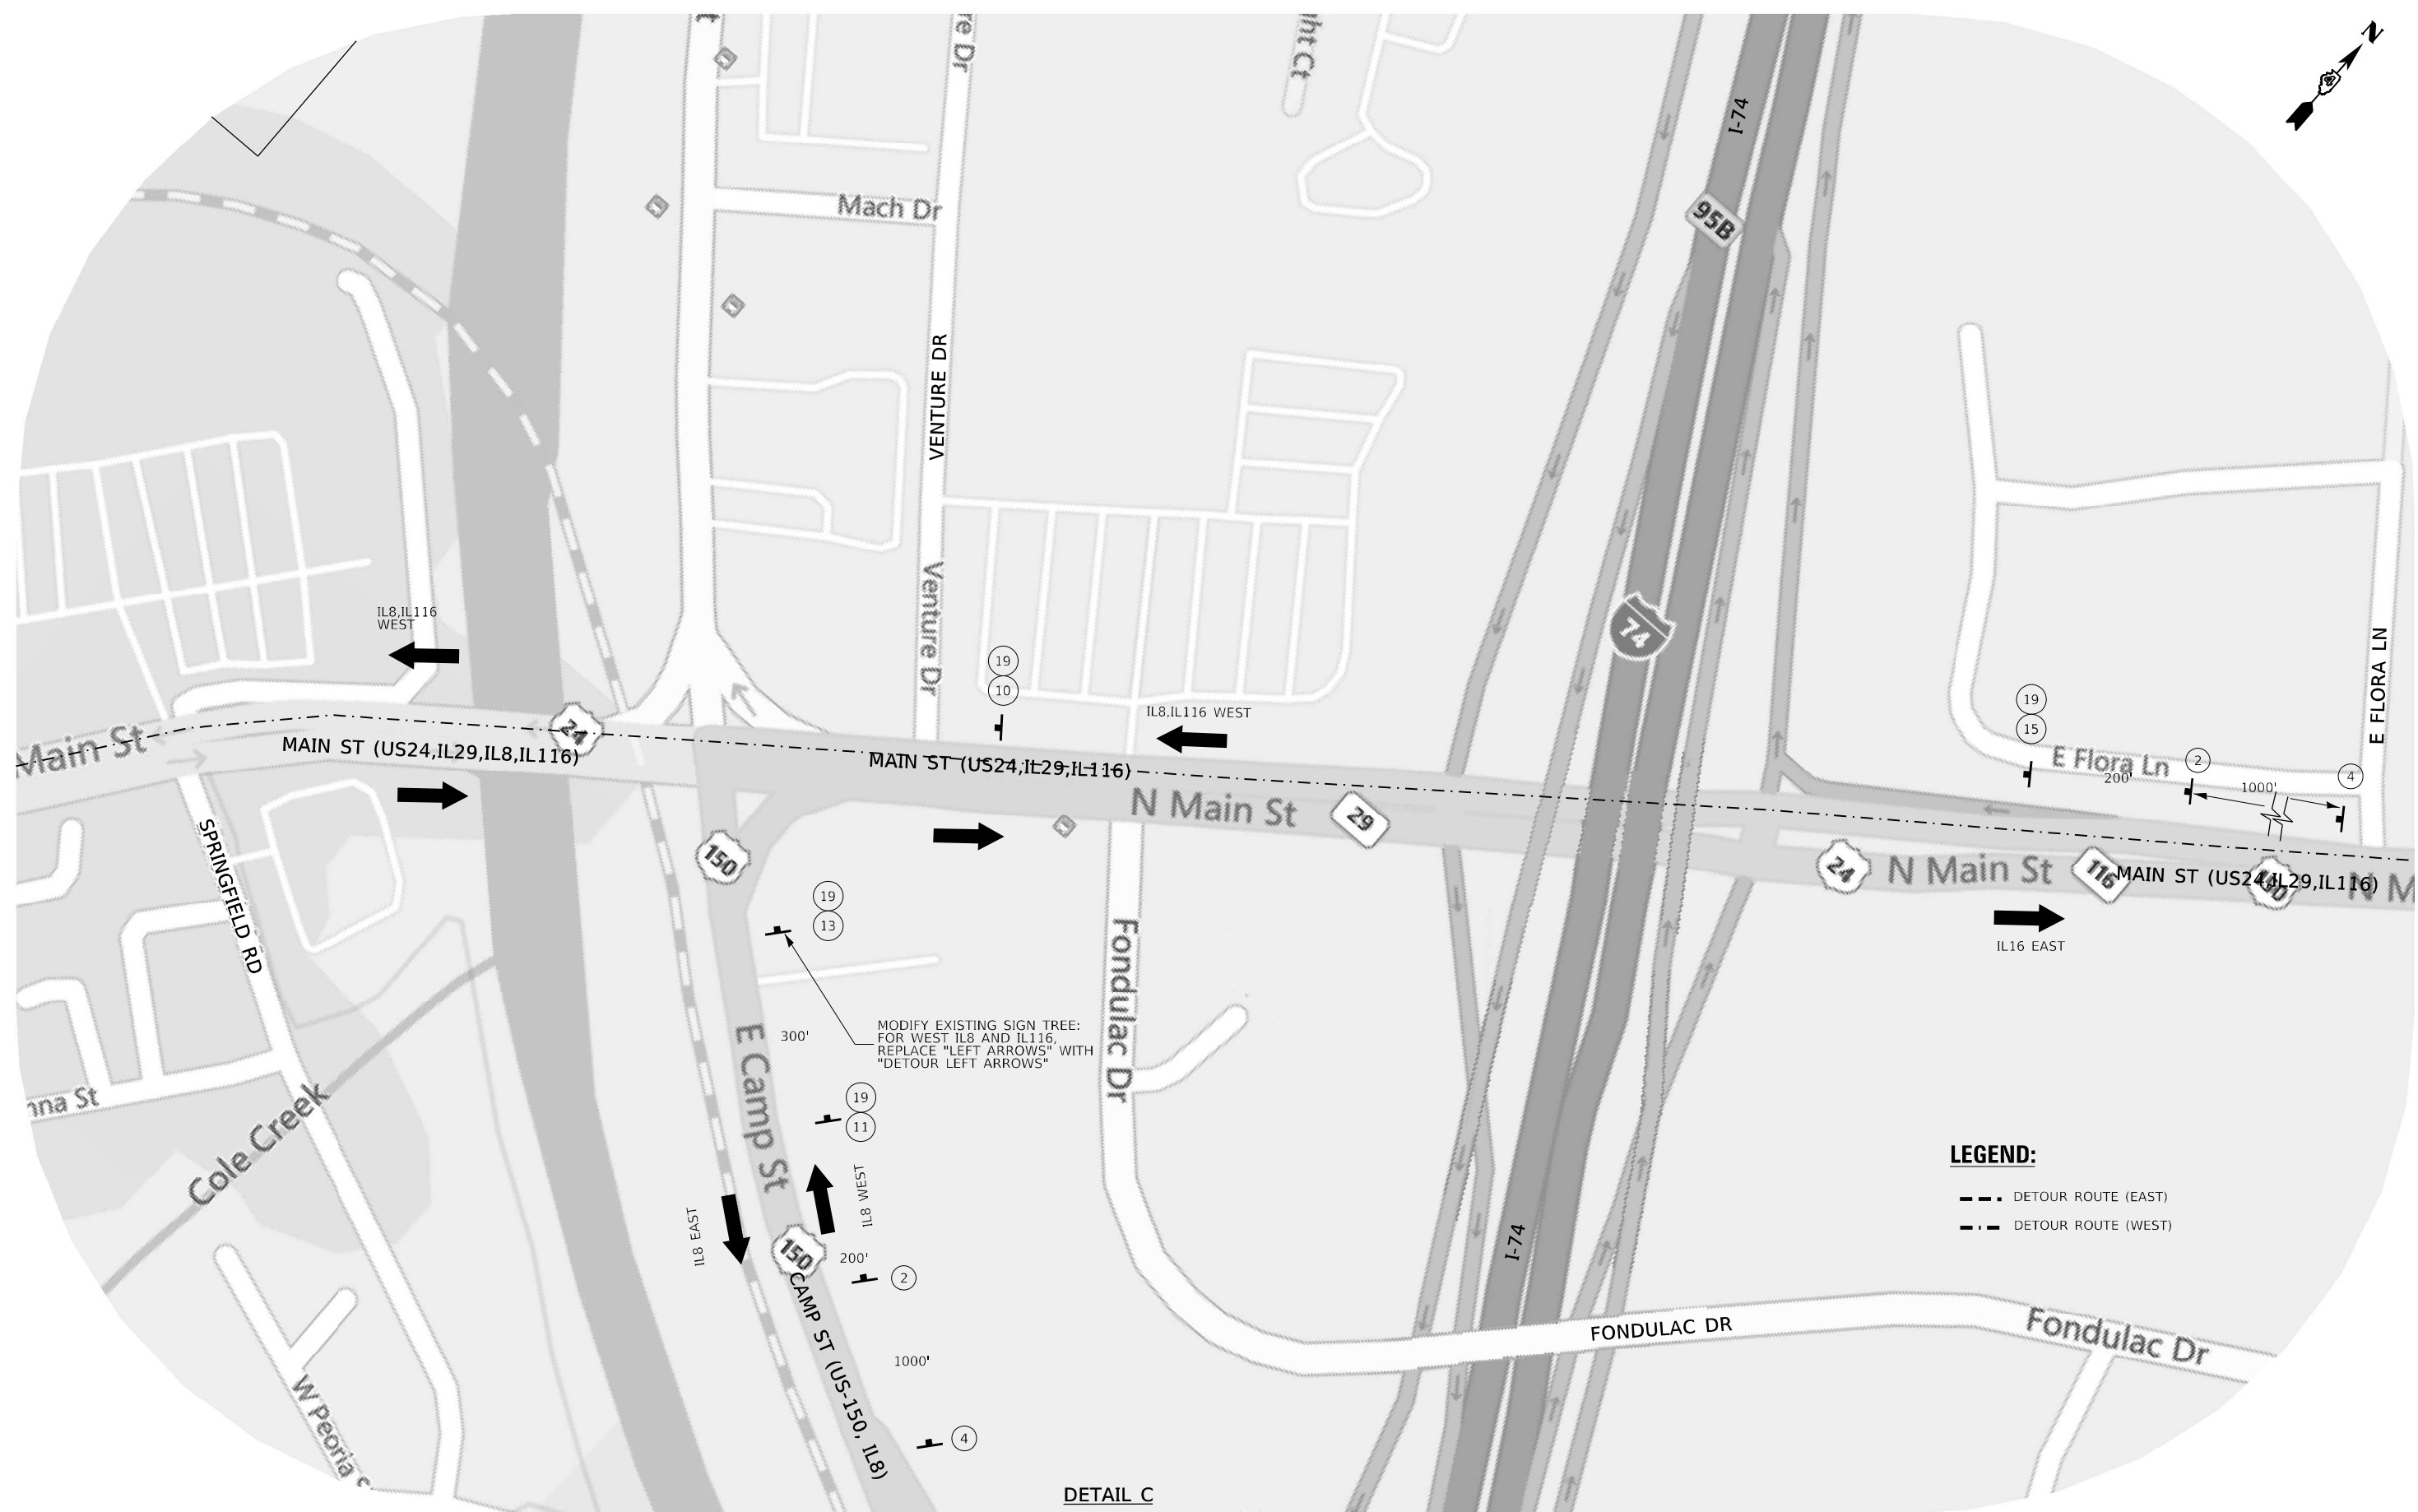 N
I-74
95B
Mach Dr
VENTURE DR
Venture Dr
74
E FLORA LN
IL8,IL116
WEST
19
10
IL8,IL116 WEST
19
15
E Flora Ln
200'
2
1000'
4
Main St
24
MAIN ST (US24,IL29,IL8,IL116)
MAIN ST (US24,IL29,IL116)
N Main St
29
150
24
N Main St
116
MAIN ST (US24,IL29,IL116)
IL16 EAST
SPRINGFIELD RD
19
13
Fondulac Dr
E Camp St
300'
MODIFY EXISTING SIGN TREE:
FOR WEST IL8 AND IL116,
REPLACE "LEFT ARROWS" WITH
"DETOUR LEFT ARROWS"
19
11
Cole Creek
IL8 EAST
IL8 WEST
150
200'
2
CAMP ST (US-150, IL8)
1000'
4
I-74
FONDULAC DR
Fondulac Dr
W Peoria
LEGEND:
DETOUR ROUTE (EAST)
DETOUR ROUTE (WEST)
DETAIL C